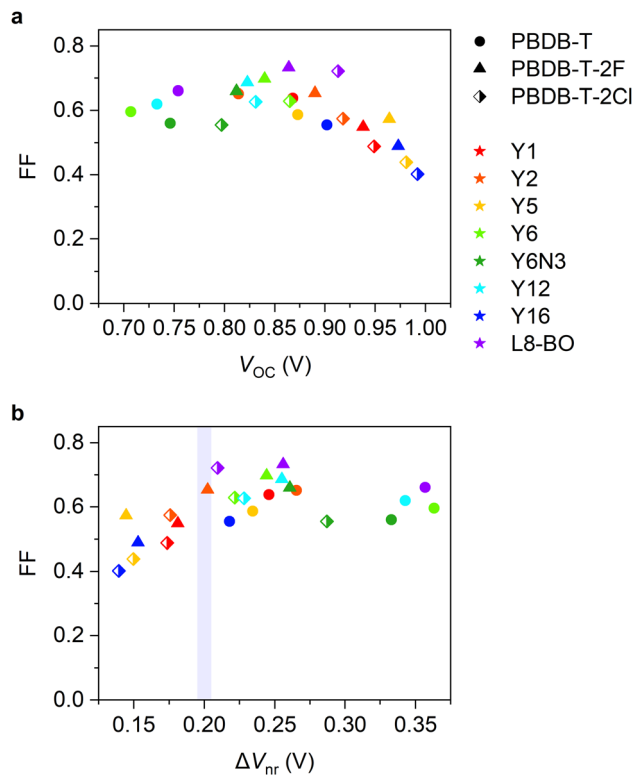 a
0.8
0.6
0.4
0.2
0.0
FF
0.70 0.75 0.80 0.85 0.90 0.95 1.00
VOC (V)
PBDB-T
PBDB-T-2F
PBDB-T-2Cl
Y1
Y2
Y5
Y6
Y6N3
Y12
Y16
L8-BO
b
0.8
0.6
0.4
0.2
0.0
FF
0.15 0.20 0.25 0.30 0.35
ΔVnr (V)